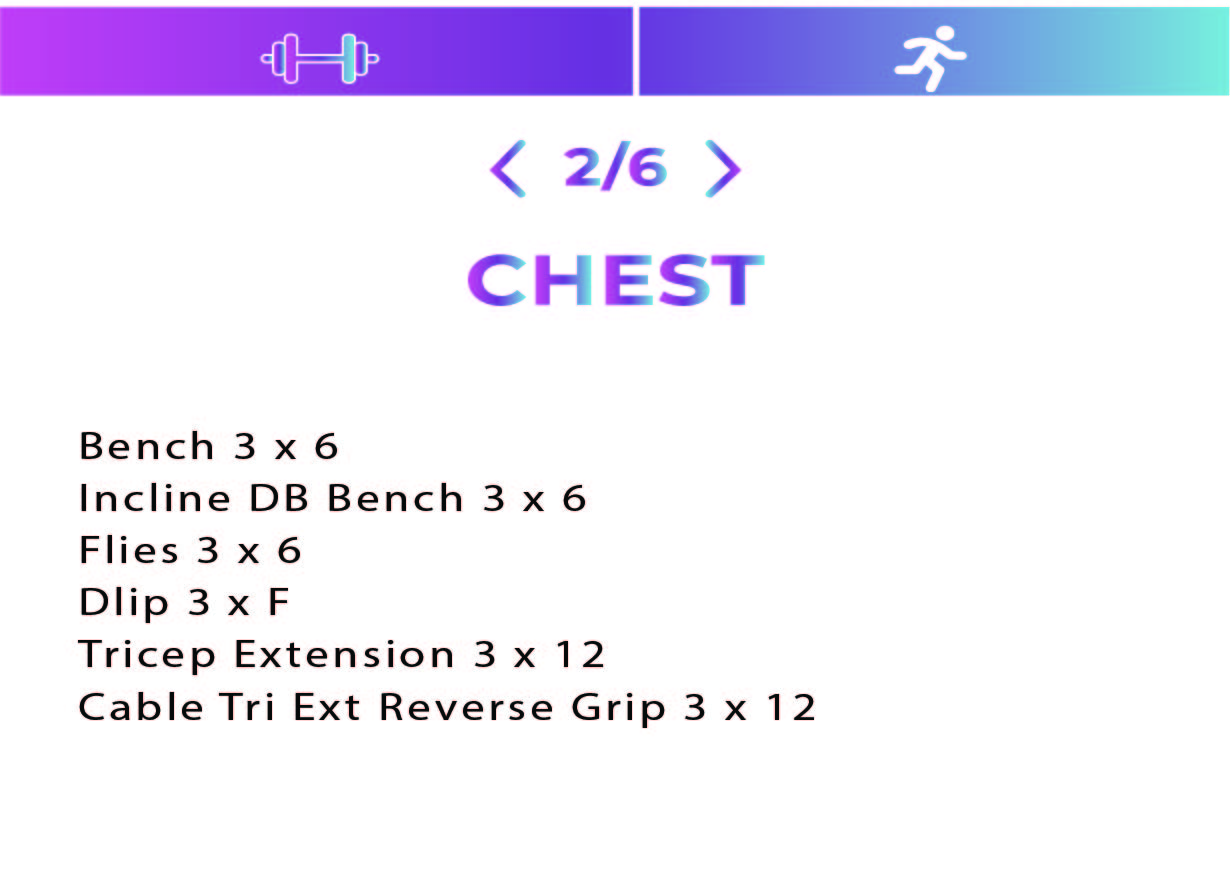 2/6
CHEST
Bench 3 x 6
Incline DB Bench 3 x 6
Flies 3 x 6
Dlip 3 x F
Tricep Extension 3 x 12
Cable Tri Ext Reverse Grip 3 x 12